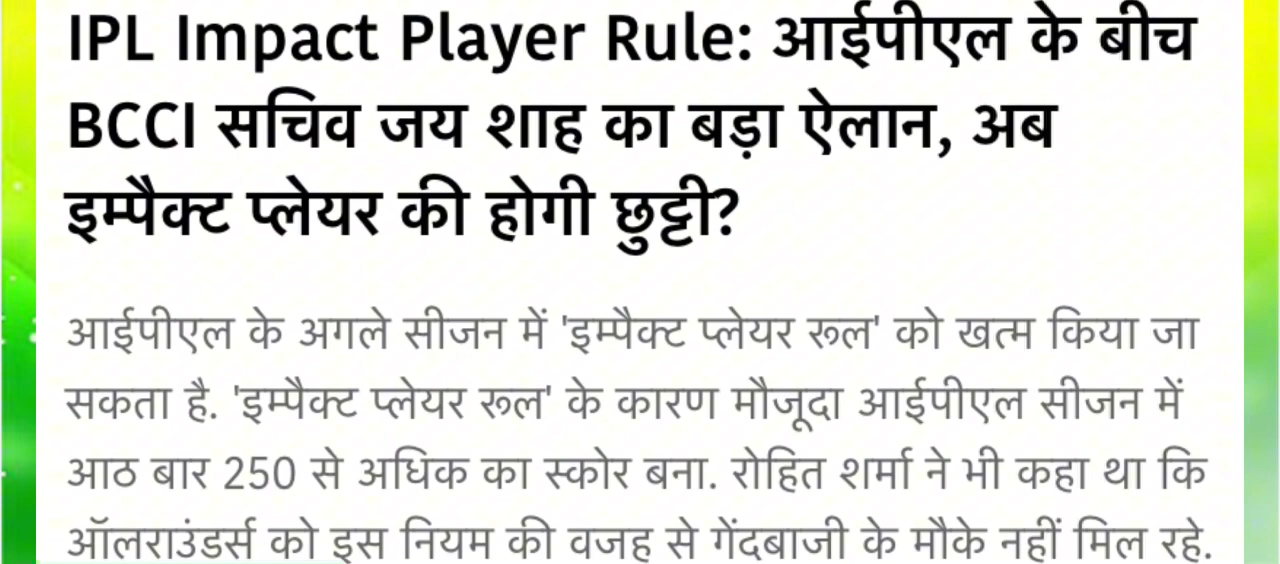 IPL Impact Player Rule: आईपीएल के बीच
BCCI सचिव जय शाह का बड़ा ऐलान, अब
इम्पैक्ट प्लेयर की होगी छुट्टी?
आईपीएल के अगले सीजन में 'इम्पैक्ट प्लेयर रूल' को खत्म किया जा
सकता है. 'इम्पैक्ट प्लेयर रूल' के कारण मौजूदा आईपीएल सीजन में
आठ बार 250 से अधिक का स्कोर बना. रोहित शर्मा ने भी कहा था कि
ऑलराउंडर्स को इस नियम की वजह से गेंदबाजी के मौके नहीं मिल रहे.